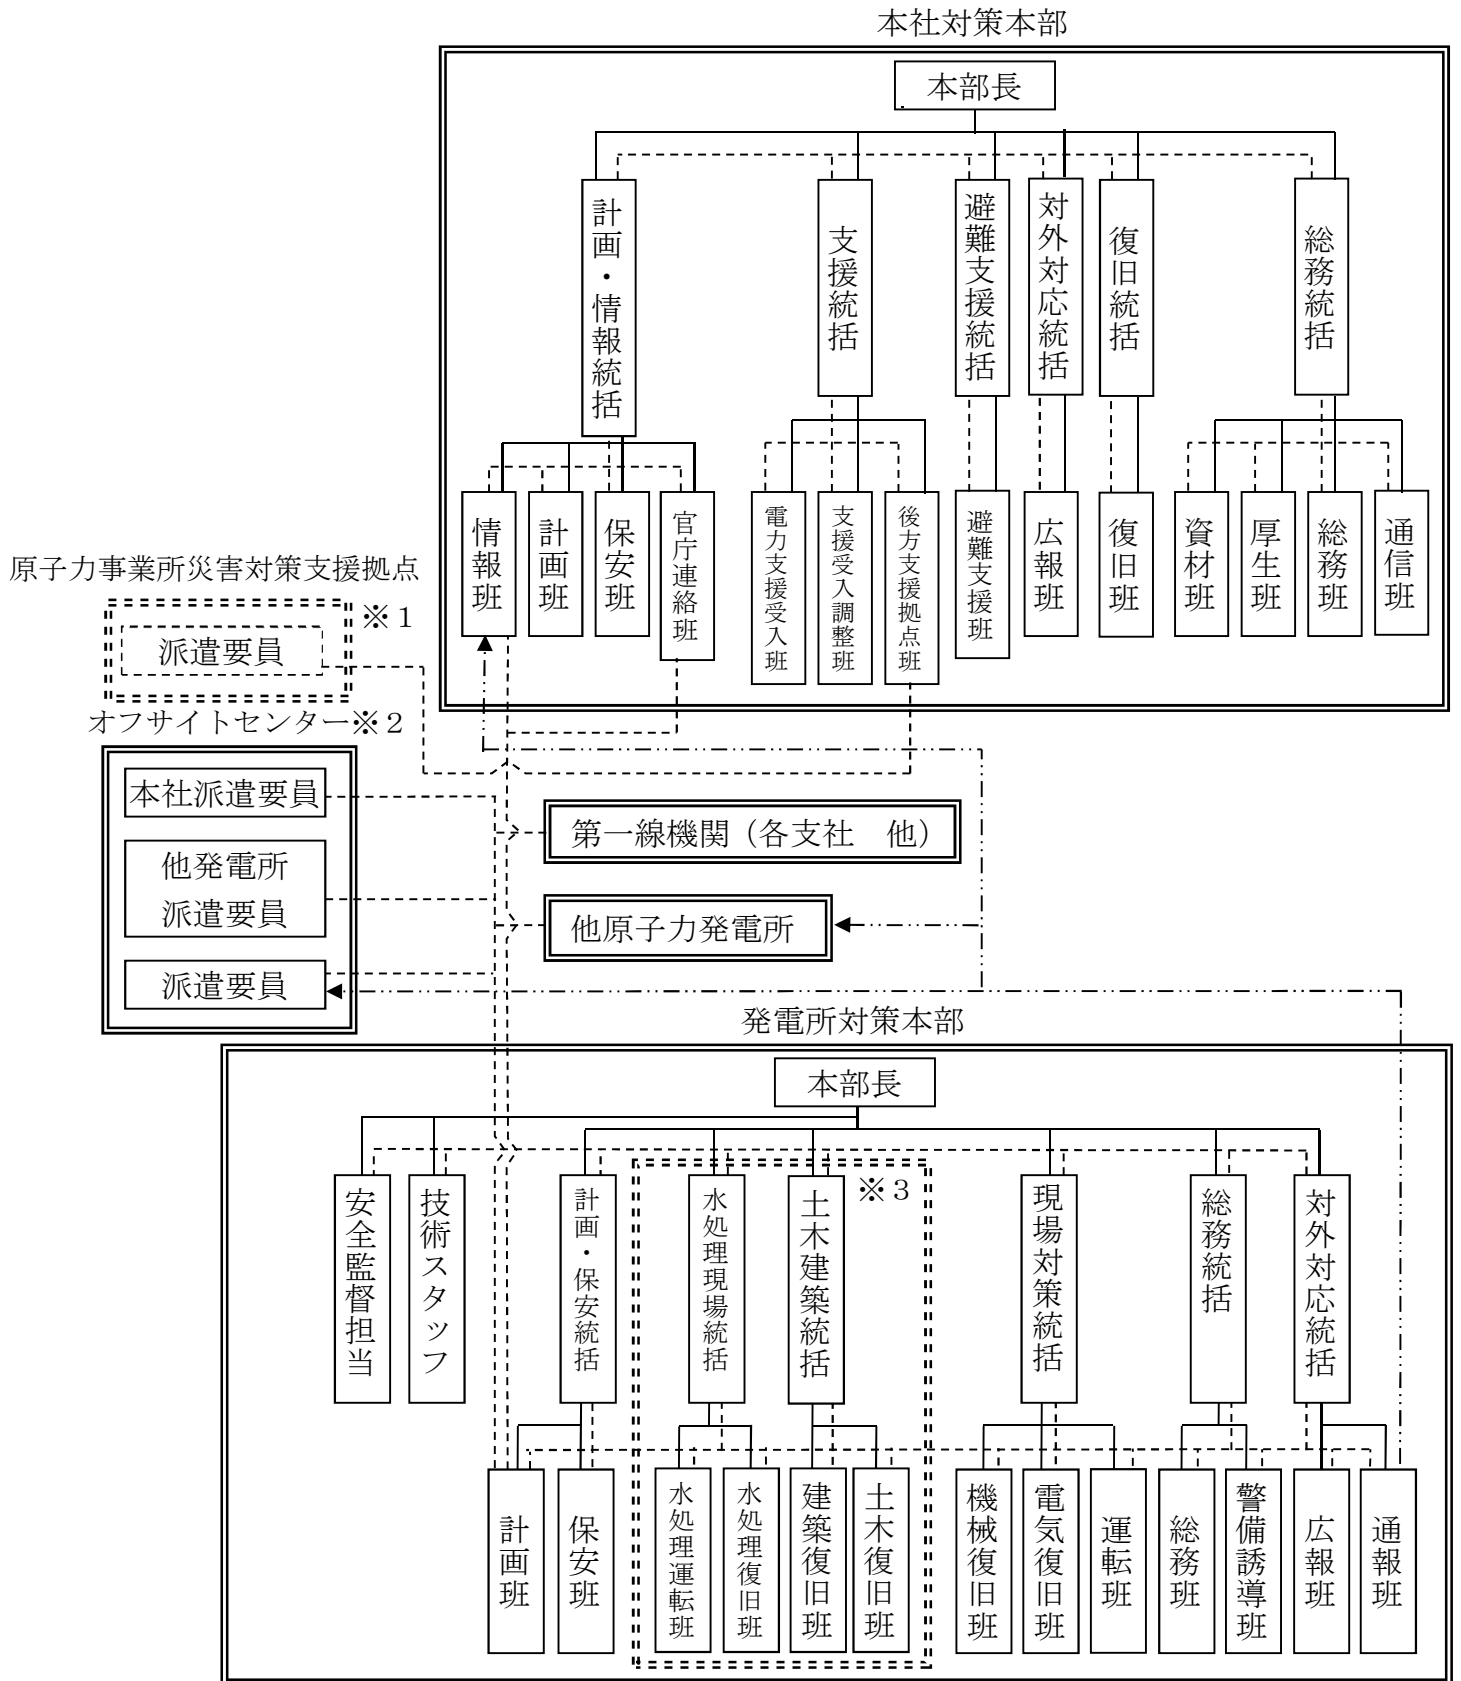 本社対策本部
本部長
計画・情報統括
支援統括
避難支援統括
対外対応統括
復旧統括
総務統括
情報班
計画班
保安班
官庁連絡班
電力支援受入班
支援受入調整班
後方支援拠点班
避難支援班
広報班
復旧班
資材班
厚生班
総務班
通信班
原子力事業所災害対策支援拠点
※1
派遣要員
オフサイトセンター※2
本社派遣要員
他発電所
派遣要員
派遣要員
第一線機関（各支社　他）
他原子力発電所
発電所対策本部
本部長
安全監督担当
技術スタッフ
計画・保安統括
水処理現場統括
土木建築統括
※3
現場対策統括
総務統括
対外対応統括
計画班
保安班
水処理運転班
水処理復旧班
建築復旧班
土木復旧班
機械復旧班
電気復旧班
運転班
総務班
警備誘導班
広報班
通報班